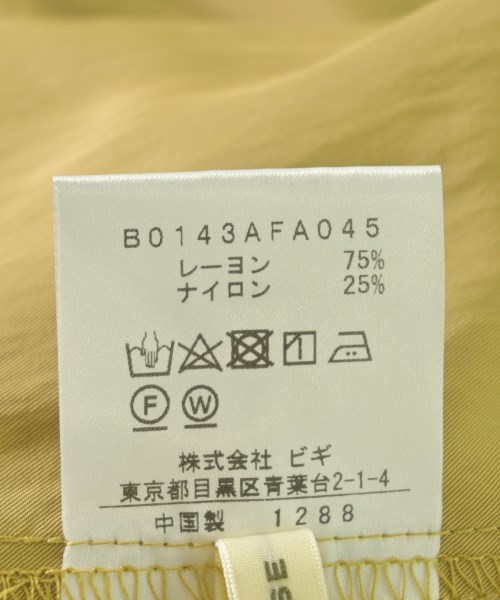 B0143AFA045
レーヨン 75%
ナイロン 25%
F W
株式会社 ビギ
東京都目黒区青葉台2-1-4
中国製 1288
SE